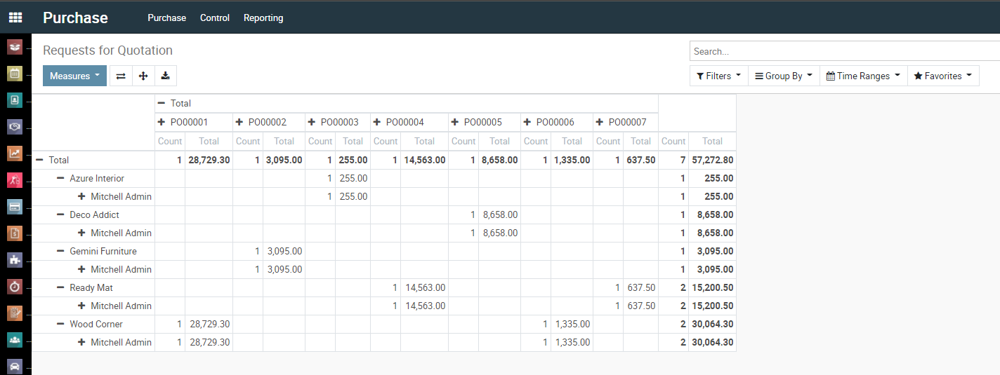 Purchase Purchase Control Reporting
Requests for Quotation Search...
Measures Filters Group By Time Ranges Favorites
Total
PO00001 PO00002 PO00003 PO00004 PO00005 PO00006 PO00007
Count Total Count Total Count Total Count Total Count Total Count Total Count Total Count Total
Total 1 28,729.30 1 3,095.00 1 255.00 1 14,563.00 1 8,658.00 1 1,335.00 1 637.50 7 57,272.80
Azure Interior 1 255.00 1 255.00
Mitchell Admin 1 255.00 1 255.00
Deco Addict 1 8,658.00 1 8,658.00
Mitchell Admin 1 8,658.00 1 8,658.00
Gemini Furniture 1 3,095.00 1 3,095.00
Mitchell Admin 1 3,095.00 1 3,095.00
Ready Mat 1 14,563.00 1 637.50 2 15,200.50
Mitchell Admin 1 14,563.00 1 637.50 2 15,200.50
Wood Corner 1 28,729.30 1 1,335.00 2 30,064.30
Mitchell Admin 1 28,729.30 1 1,335.00 2 30,064.30